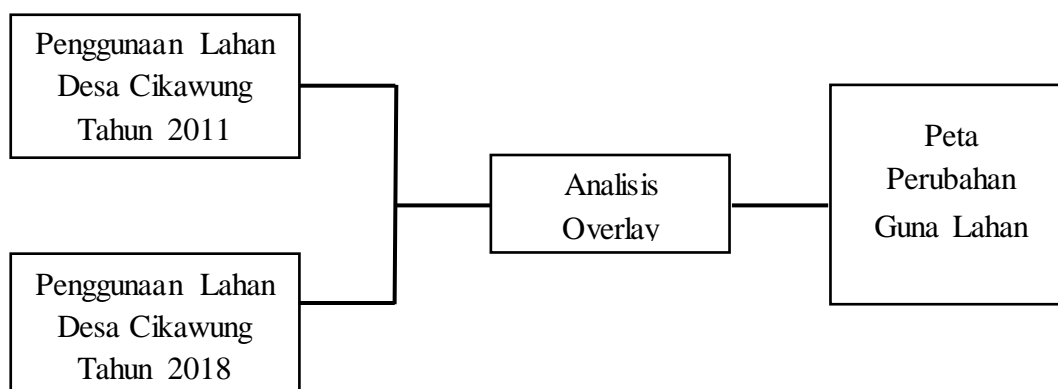 Penggunaan Lahan
Desa Cikawung
Tahun 2011
Penggunaan Lahan
Desa Cikawung
Tahun 2018
Analisis
Overlay
Peta
Perubahan
Guna Lahan